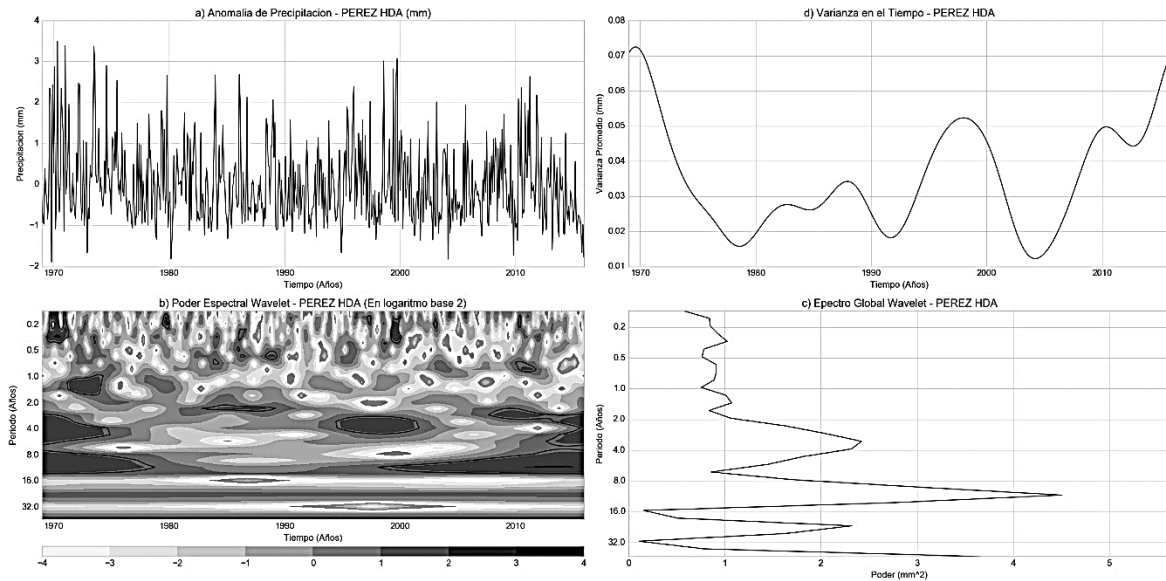 a) Anomalia de Precipitacion - PEREZ HDA (mm)
4
3
2
1
0
−1
−2
Precipitacion (mm)
1970 1980 1990 2000 2010
Tiempo (Años)
d) Varianza en el Tiempo - PEREZ HDA
0.08
0.07
0.06
0.05
0.04
0.03
0.02
0.01
Varianza Promedio (mm)
1970 1980 1990 2000 2010
Tiempo (Años)
b) Poder Espectral Wavelet - PEREZ HDA (En logaritmo base 2)
0.2
0.5
1.0
2.0
4.0
8.0
16.0
32.0
Periodo (Años)
1970 1980 1990 2000 2010
Tiempo (Años)
−4 −3 −2 −1 0 1 2 3 4
c) Epectro Global Wavelet - PEREZ HDA
0.2
0.5
1.0
2.0
4.0
8.0
16.0
32.0
Periodo (Años)
0 1 2 3 4 5
Poder (mm^2)